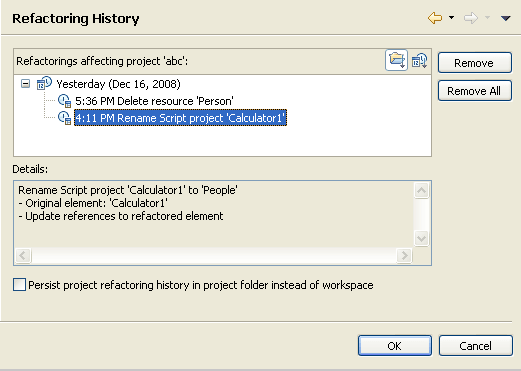 Refactoring History
Refactorings affecting project 'abc':
Yesterday (Dec 16, 2008)
5:36 PM Delete resource 'Person'
4:11 PM Rename Script project 'Calculator1'
Remove
Remove All
Details:
Rename Script project 'Calculator1' to 'People'
- Original element: 'Calculator1'
- Update references to refactored element
Persist project refactoring history in project folder instead of workspace
OK
Cancel